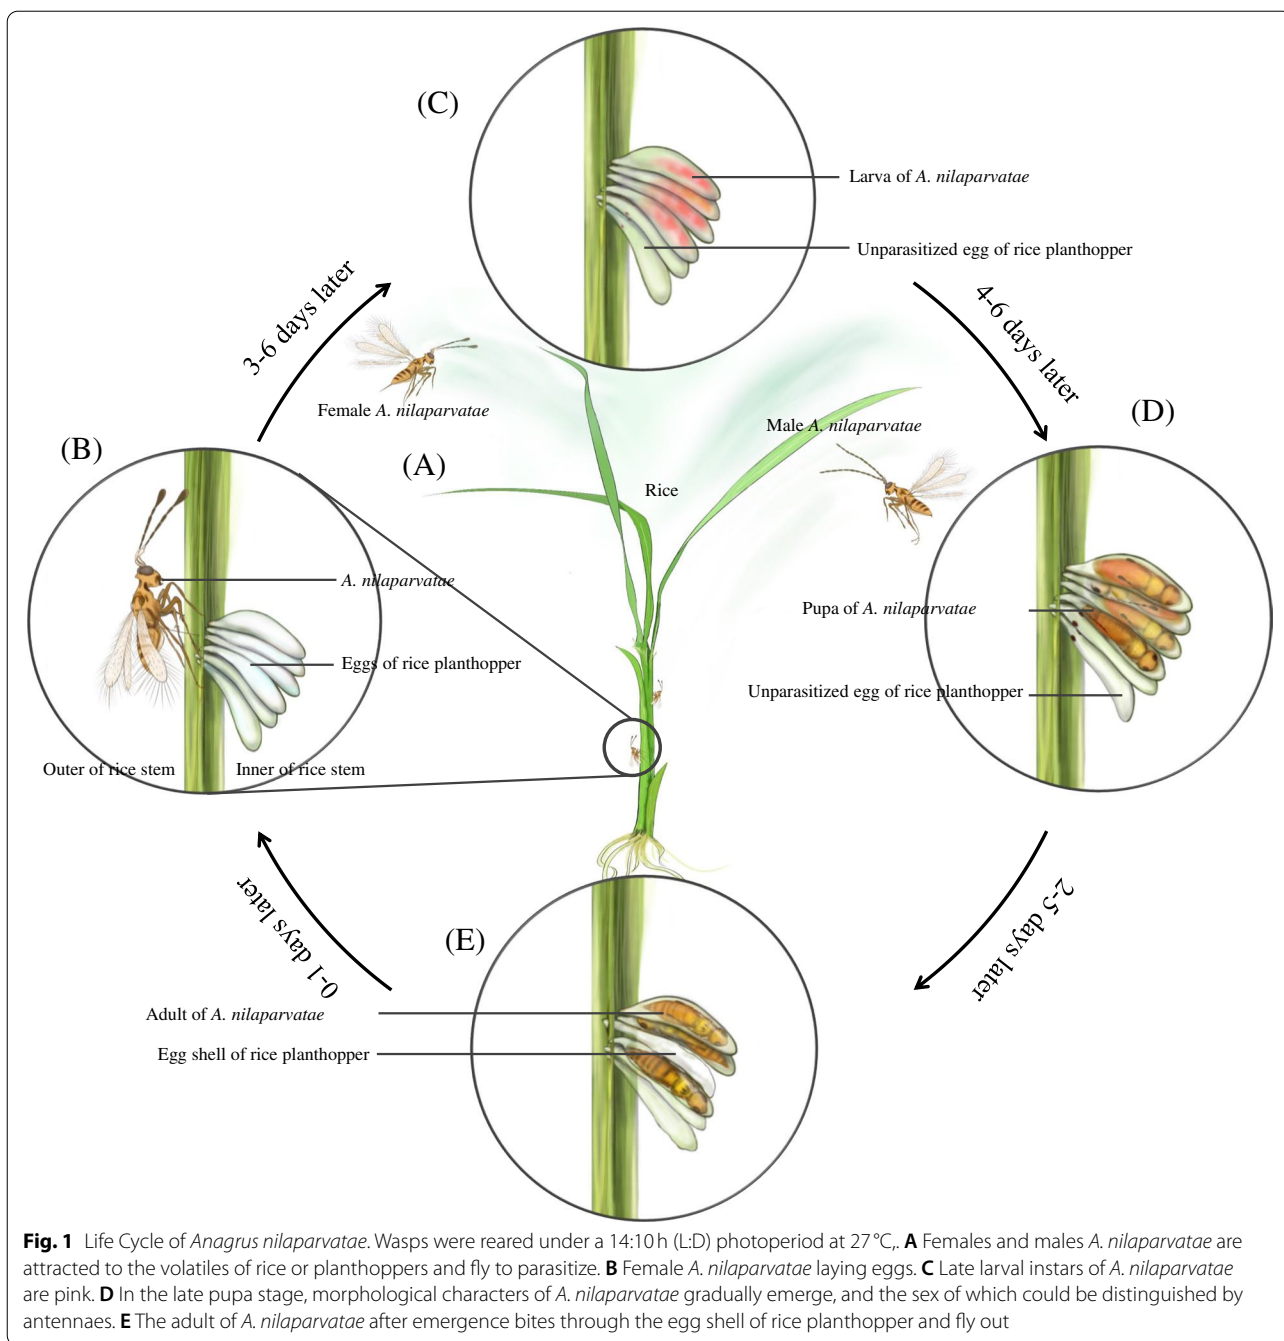 (C)
Larva of A. nilaparvatae
Unparasitized egg of rice planthopper
3-6 days later
4-6 days later
Female A. nilaparvatae
Male A. nilaparvatae
(D)
(B)
(A)
Rice
A. nilaparvatae
Pupa of A. nilaparvatae
Eggs of rice planthopper
Unparasitized egg of rice planthopper
Outer of rice stem
Inner of rice stem
0-1 days later
2-5 days later
(E)
Adult of A. nilaparvatae
Egg shell of rice planthopper
Fig. 1 Life Cycle of Anagrus nilaparvatae. Wasps were reared under a 14:10 h (L:D) photoperiod at 27 °C,. A Females and males A. nilaparvatae are
attracted to the volatiles of rice or planthoppers and fly to parasitize. B Female A. nilaparvatae laying eggs. C Late larval instars of A. nilaparvatae
are pink. D In the late pupa stage, morphological characters of A. nilaparvatae gradually emerge, and the sex of which could be distinguished by
antennaes. E The adult of A. nilaparvatae after emergence bites through the egg shell of rice planthopper and fly out